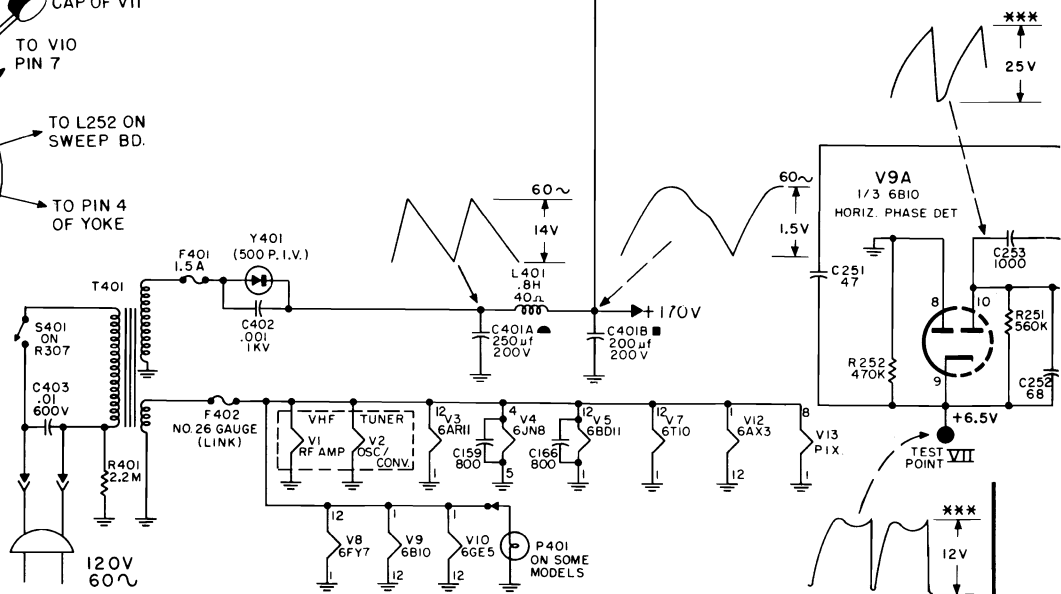 CAP OF V11
TO V10
PIN 7
TO L252 ON
SWEEP BD.
TO PIN 4
OF YOKE
***
25V
60~
14V
60~
1.5V
V9A
1/3 6B10
HORIZ. PHASE DET
C253
1000
C251
47
8
10
9
R251
560K
R252
470K
C252
68
+6.5V
TEST
POINT VII
***
12V
F401
1.5A
Y401
(500 P.I.V.)
T401
C402
.001
1KV
L401
.8H
40Ω
C401A
250µf
200V
+170V
C401B
200µf
200V
S401
ON
R307
C403
.01
600V
R401
2.2M
120V
60~
F402
NO.26 GAUGE
(LINK)
VHF TUNER
V1
RF AMP
V2
OSC/
CONV.
12
V3
6AR11
1
4
V4
6JN8
5
C159
800
12
V5
6BD11
1
C166
800
12
V7
6T10
1
1
V12
6AX3
12
8
V13
PIX.
1
12
V8
6FY7
1
1
V9
6B10
12
1
V10
6GE5
12
P401
ON SOME
MODELS